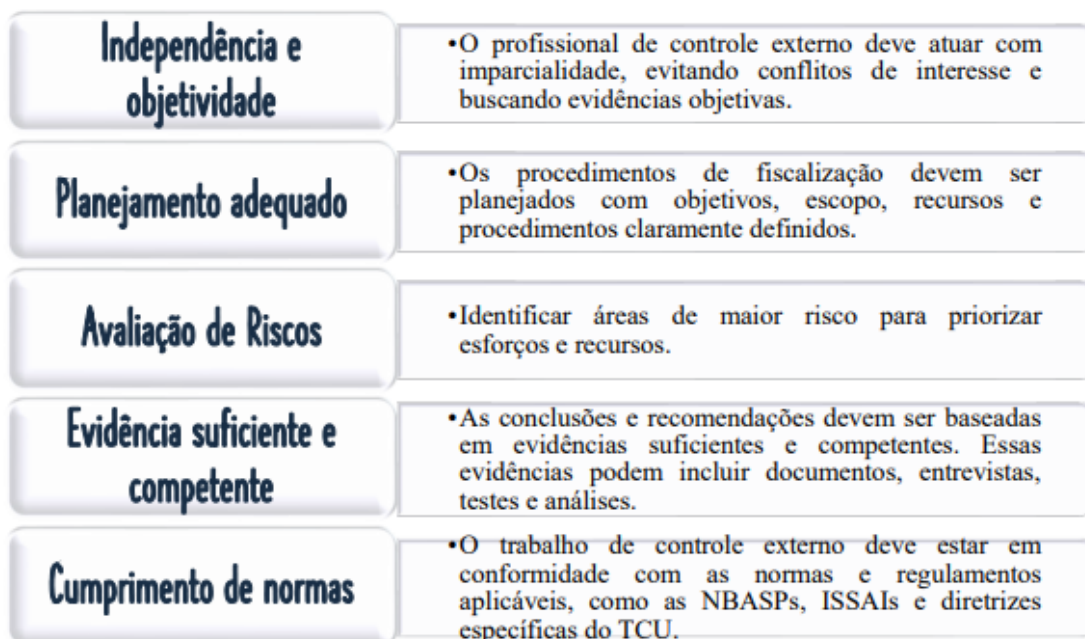 Independência e
objetividade
•O profissional de controle externo deve atuar com
imparcialidade, evitando conflitos de interesse e
buscando evidências objetivas.
Planejamento adequado
•Os procedimentos de fiscalização devem ser
planejados com objetivos, escopo, recursos e
procedimentos claramente definidos.
Avaliação de Riscos
•Identificar áreas de maior risco para priorizar
esforços e recursos.
Evidência suficiente e
competente
•As conclusões e recomendações devem ser baseadas
em evidências suficientes e competentes. Essas
evidências podem incluir documentos, entrevistas,
testes e análises.
Cumprimento de normas
•O trabalho de controle externo deve estar em
conformidade com as normas e regulamentos
aplicáveis, como as NBASPs, ISSAIs e diretrizes
específicas do TCU.